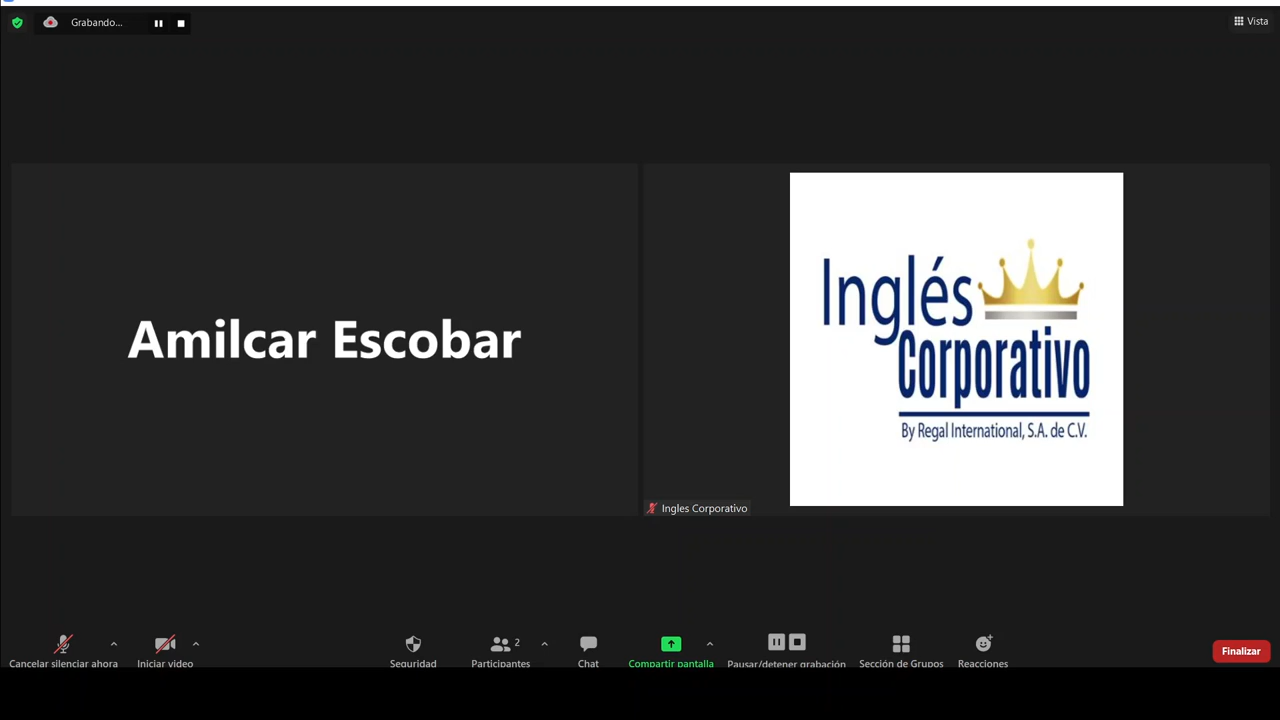 Grabando...
Vista
Amilcar Escobar
Inglés
Corporativo
By Regal International, S.A. de C.V.
Ingles Corporativo
2
Cancelar silenciar ahora
Iniciar video
Seguridad
Participantes
Chat
Compartir pantalla
Pausar/detener grabación
Sección de Grupos
Reacciones
Finalizar